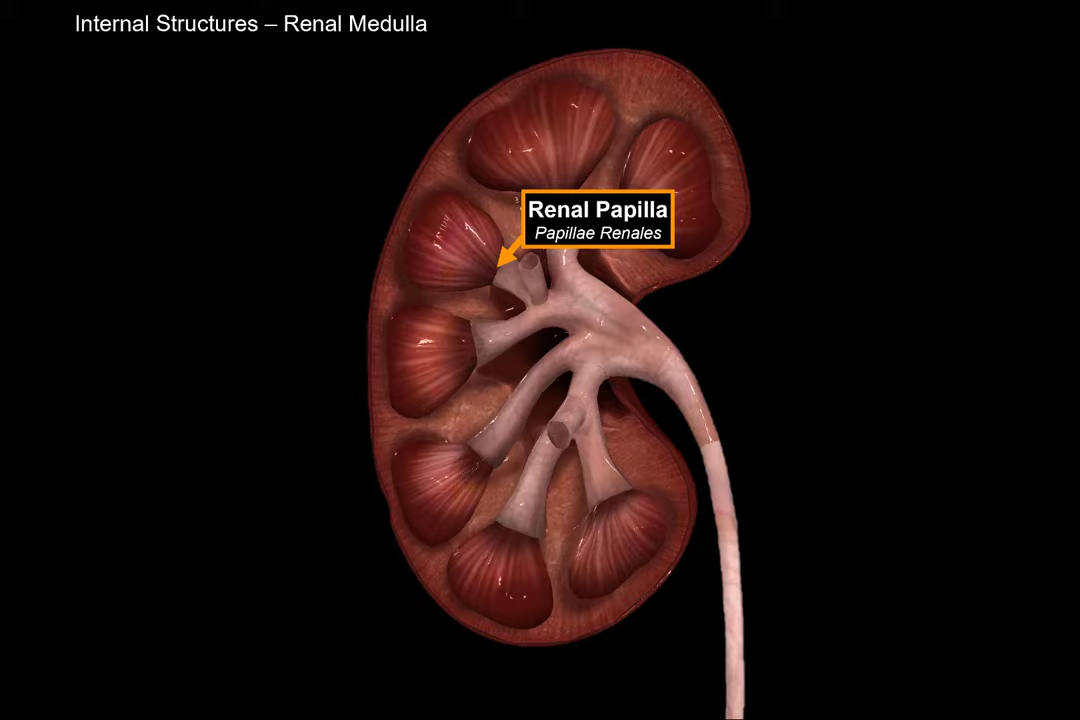 Internal Structures – Renal Medulla
Renal Papilla
Papillae Renales